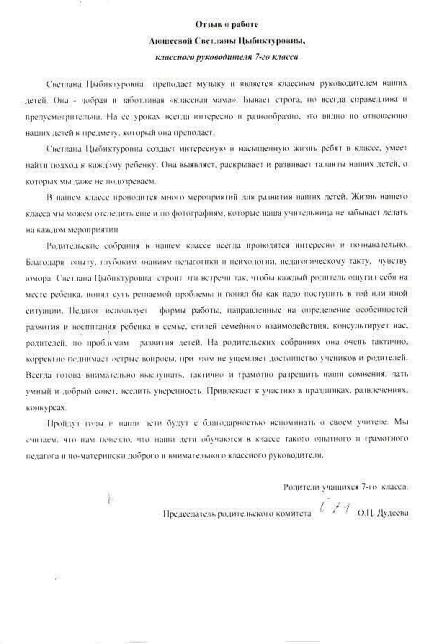 Отзыв о работе
Аюшеевой Светланы Цыбиктуровны,
классного руководителя 7-го класса
Светлана Цыбиктуровна преподает музыку и является классным руководителем наших
детей. Она - добрая и заботливая «классная мама». Бывает строга, но всегда справедлива и
предусмотрительна. На ее уроках всегда интересно и разнообразно, это видно по отношению
наших детей к предмету, который она преподает.
Светлана Цыбиктуровна создает интересную и насыщенную жизнь ребят в классе, умеет
найти подход к каждому ребенку. Она выявляет, раскрывает и развивает таланты наших детей, о
которых мы даже не подозреваем.
В нашем классе проводится много мероприятий для развития наших детей. Жизнь нашего
класса мы можем отследить еще и по фотографиям, которые наша учительница не забывает делать
на каждом мероприятии
Родительские собрания в нашем классе всегда проводятся интересно и познавательно.
Благодаря опыту, глубоким знаниям педагогики и психологии, педагогическому такту, чувству
юмора Светлана Цыбиктуровна строит эти встречи так, чтобы каждый родитель ощутил себя на
месте ребенка, понял суть решаемой проблемы и понял бы как надо поступить в той или иной
ситуации. Педагог использует формы работы, направленные на определение особенностей
развития и воспитания ребенка в семье, стилей семейного взаимодействия, консультирует нас,
родителей, по проблемам развития детей. На родительских собраниях она очень тактично,
корректно поднимает острые вопросы, при этом не ущемляет достоинство учеников и родителей.
Всегда готова внимательно выслушать, тактично и грамотно разрешить наши сомнения, дать
умный и добрый совет, вселить уверенность. Привлекает к участию в праздниках, развлечениях,
конкурсах.
Пройдут годы и наши дети будут с благодарностью вспоминать о своем учителе. Мы
считаем, что нам повезло, что наши дети обучаются в классе такого опытного и грамотного
педагога и по-матерински доброго и внимательного классного руководителя.
Родители учащихся 7-го класса.
Председатель родительского комитета О.Ц. Дудеева